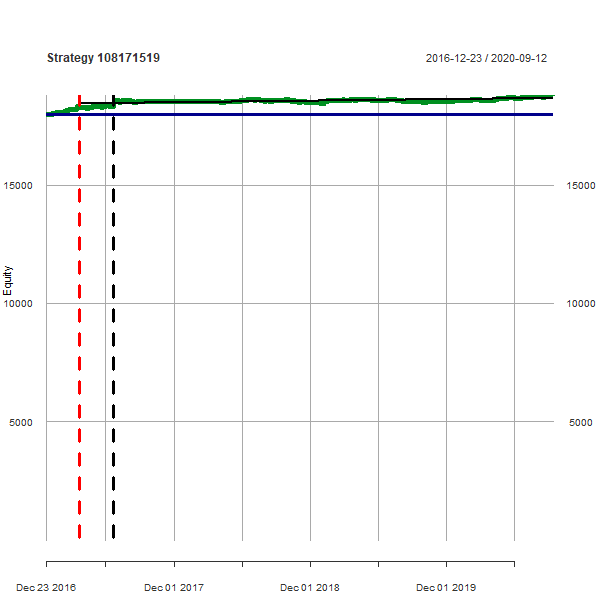 Strategy 108171519
2016-12-23 / 2020-09-12
15000
15000
Equity
10000
10000
5000
5000
Dec 23 2016
Dec 01 2017
Dec 01 2018
Dec 01 2019